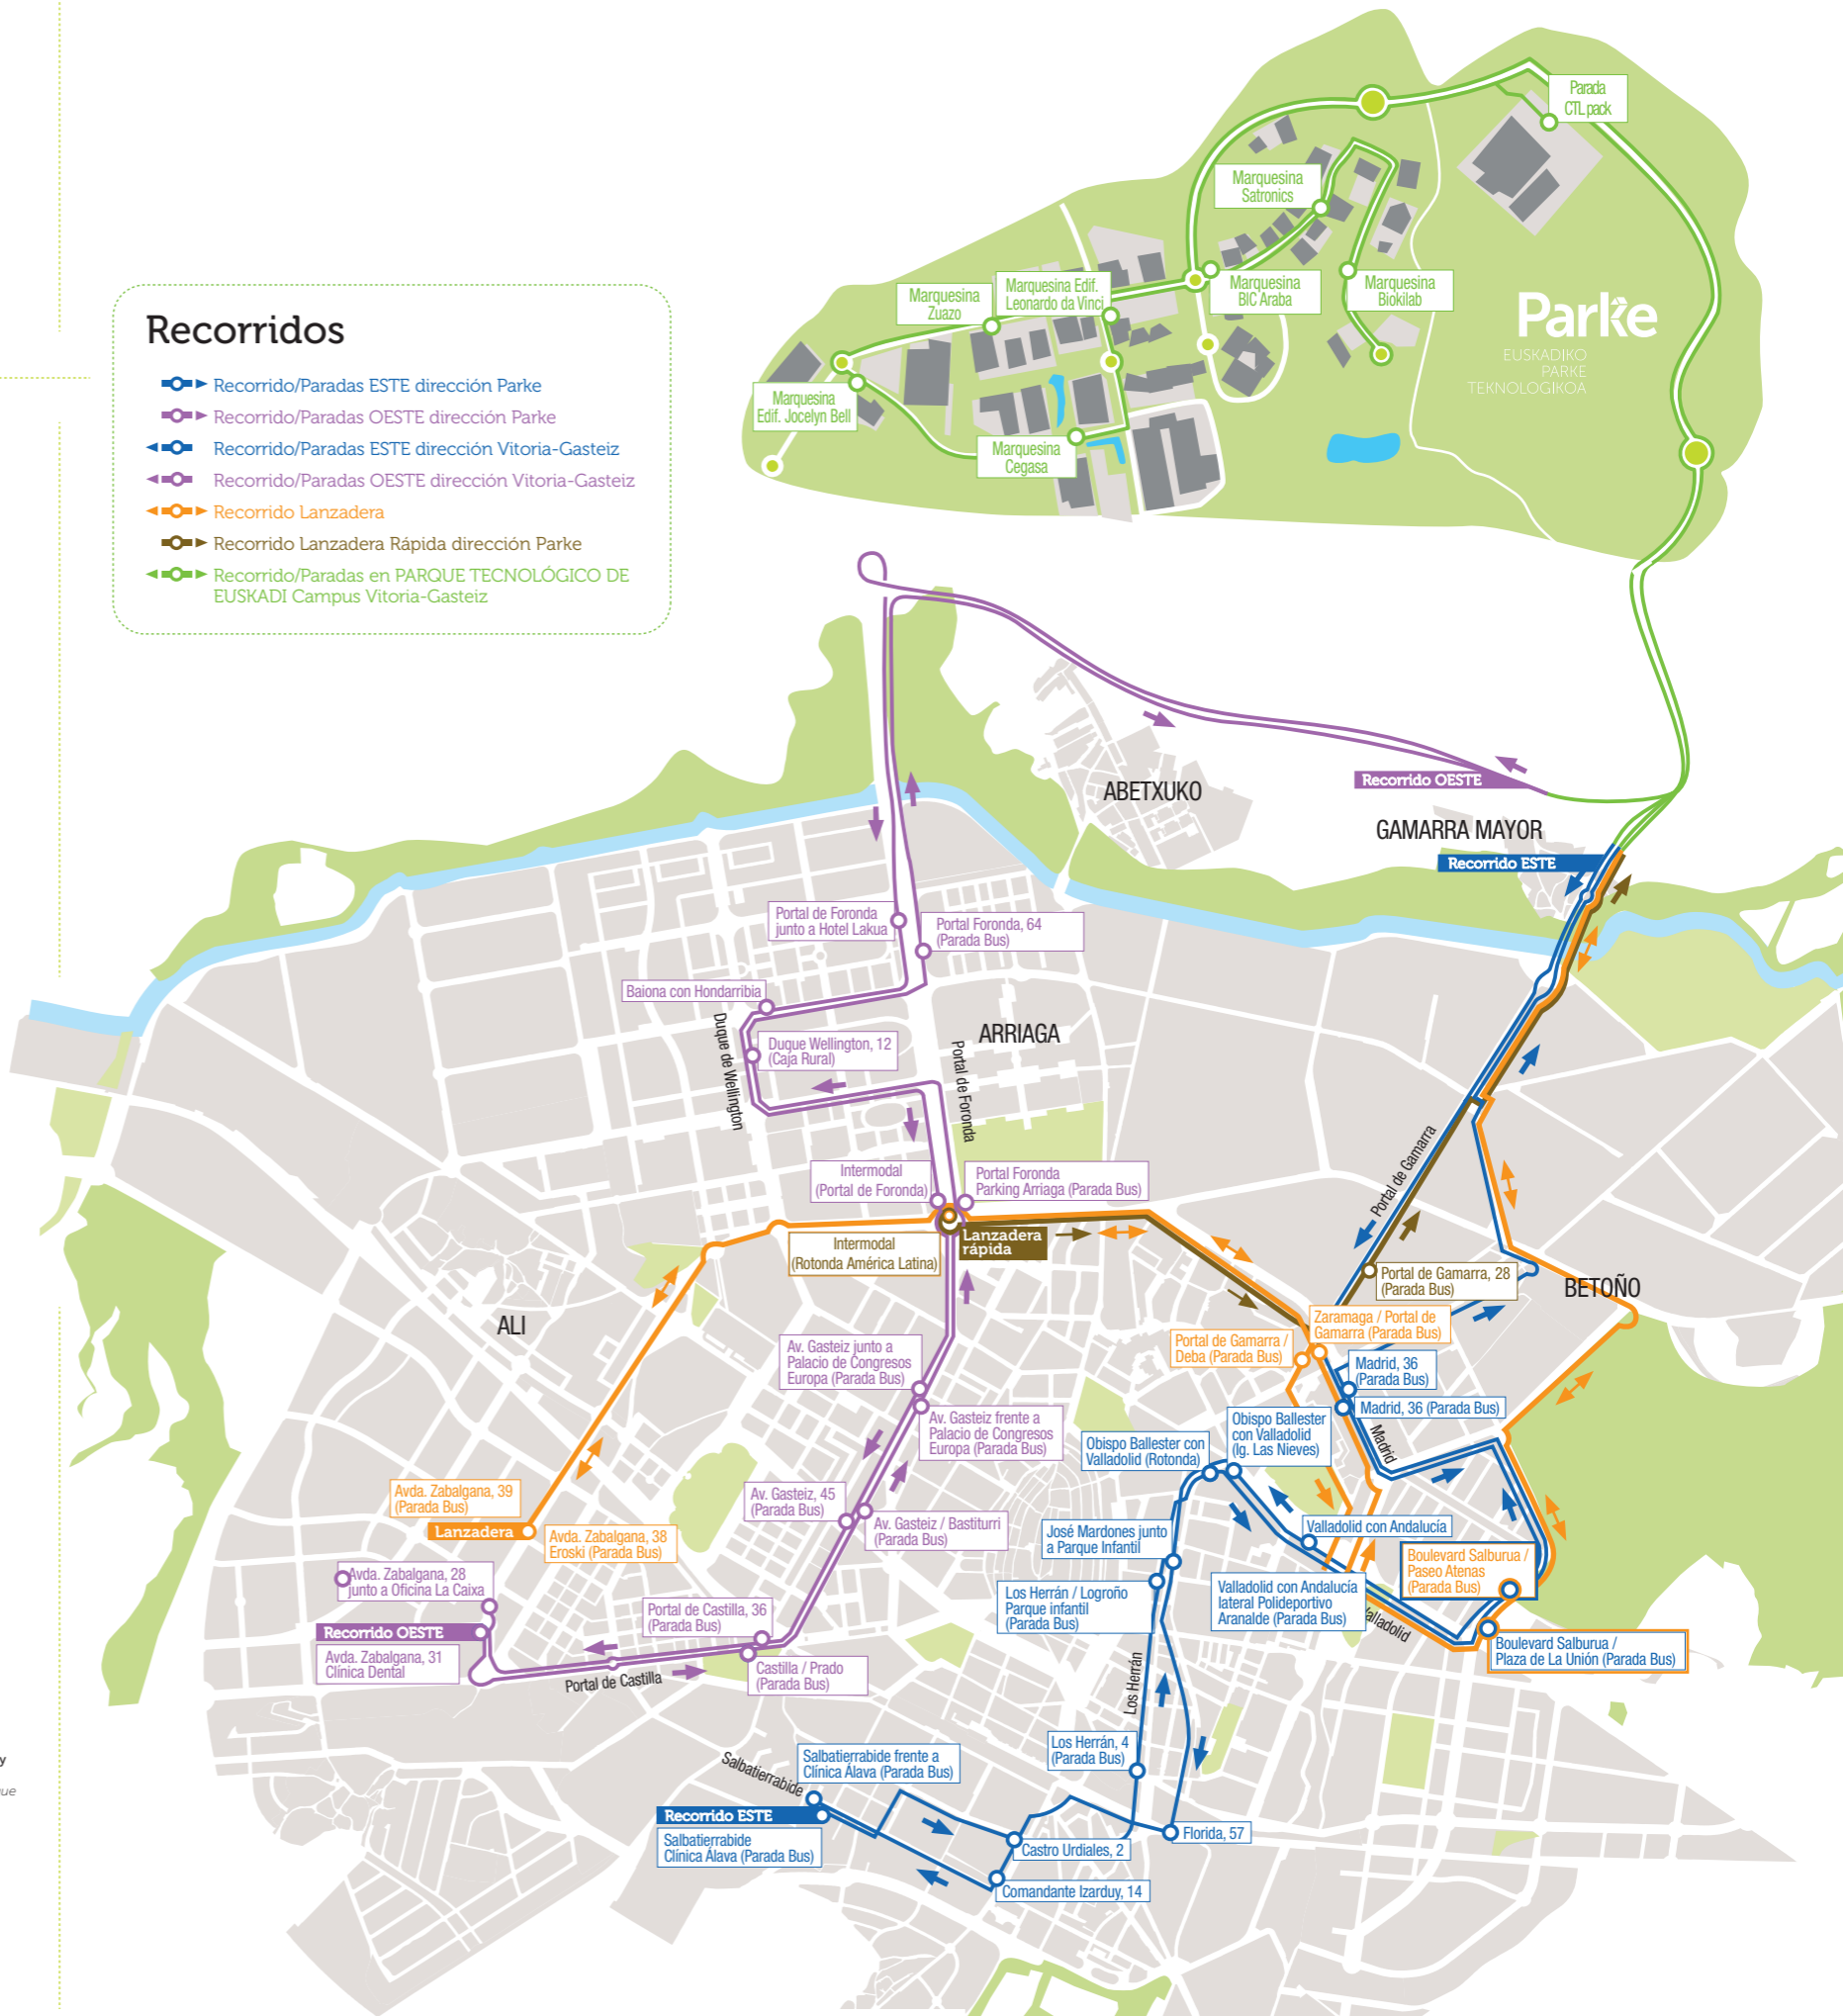 Recorridos
Recorrido/Paradas ESTE dirección Parke
Recorrido/Paradas OESTE dirección Parke
Recorrido/Paradas ESTE dirección Vitoria-Gasteiz
Recorrido/Paradas OESTE dirección Vitoria-Gasteiz
Recorrido Lanzadera
Recorrido Lanzadera Rápida dirección Parke
Recorrido/Paradas en PARQUE TECNOLÓGICO DE
EUSKADI Campus Vitoria-Gasteiz
Parada
CTL pack
Marquesina
Satronics
Marquesina
Zuazo
Marquesina Edif.
Leonardo da Vinci
Marquesina
BIC Araba
Marquesina
Biokilab
Parke
EUSKADIKO
PARKE
TEKNOLOGIKOA
Marquesina
Edif. Jocelyn Bell
Marquesina
Cegasa
ABETXUKO
Recorrido OESTE
GAMARRA MAYOR
Recorrido ESTE
Portal de Foronda
junto a Hotel Lakua
Portal Foronda, 64
(Parada Bus)
Baiona con Hondarribia
Duque de Wellington
Duque Wellington, 12
(Caja Rural)
ARRIAGA
Portal de Foronda
Portal de Gamarra
Intermodal
(Portal de Foronda)
Portal Foronda
Parking Arriaga (Parada Bus)
Intermodal
(Rotonda América Latina)
Lanzadera
rápida
Portal de Gamarra, 28
(Parada Bus)
BETOÑO
ALI
Zaramaga / Portal de
Gamarra (Parada Bus)
Portal de Gamarra /
Deba (Parada Bus)
Av. Gasteiz junto a
Palacio de Congresos
Europa (Parada Bus)
Madrid, 36
(Parada Bus)
Madrid, 36 (Parada Bus)
Madrid
Av. Gasteiz frente a
Palacio de Congresos
Europa (Parada Bus)
Obispo Ballester
con Valladolid
(Ig. Las Nieves)
Obispo Ballester con
Valladolid (Rotonda)
Avda. Zabalgana, 39
(Parada Bus)
Lanzadera
Avda. Zabalgana, 38
Eroski (Parada Bus)
Av. Gasteiz, 45
(Parada Bus)
Av. Gasteiz / Bastiturri
(Parada Bus)
José Mardones junto
a Parque Infantil
Valladolid con Andalucía
Boulevard Salburua /
Paseo Atenas
(Parada Bus)
Avda. Zabalgana, 28
junto a Oficina La Caixa
Los Herrán / Logroño
Parque infantil
(Parada Bus)
Valladolid con Andalucía
lateral Polideportivo
Aranalde (Parada Bus)
Valladolid
Portal de Castilla, 36
(Parada Bus)
Recorrido OESTE
Avda. Zabalgana, 31
Clínica Dental
Portal de Castilla
Castilla / Prado
(Parada Bus)
Boulevard Salburua /
Plaza de La Unión (Parada Bus)
Los Herrán
Los Herrán, 4
(Parada Bus)
Salbatierrabide
Salbatierrabide frente a
Clínica Álava (Parada Bus)
Recorrido ESTE
Salbatierrabide
Clínica Álava (Parada Bus)
Florida, 57
Castro Urdiales, 2
Comandante Izarduy, 14
y